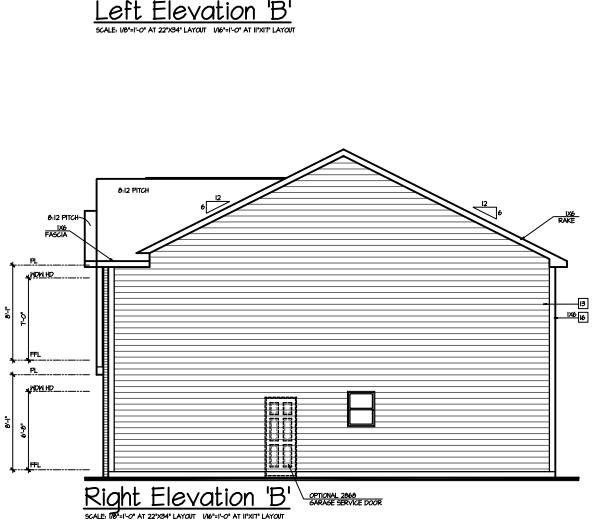 Left Elevation 'B'
SCALE: 1/8"=1'-0" AT 22"X34" LAYOUT 1/16"=1'-0" AT 11"X17" LAYOUT
8:12 PITCH
12
6
12
6
8:12 PITCH
1X6
FASCIA
1X6
RAKE
PL
WDW HD
8'-1"
7'-0"
13
1X6
16
FFL
PL
WDW HD
8'-1"
6'-8"
FFL
OPTIONAL 2868
GARAGE SERVICE DOOR
Right Elevation 'B'
SCALE: 1/8"=1'-0" AT 22"X34" LAYOUT 1/16"=1'-0" AT 11"X17" LAYOUT